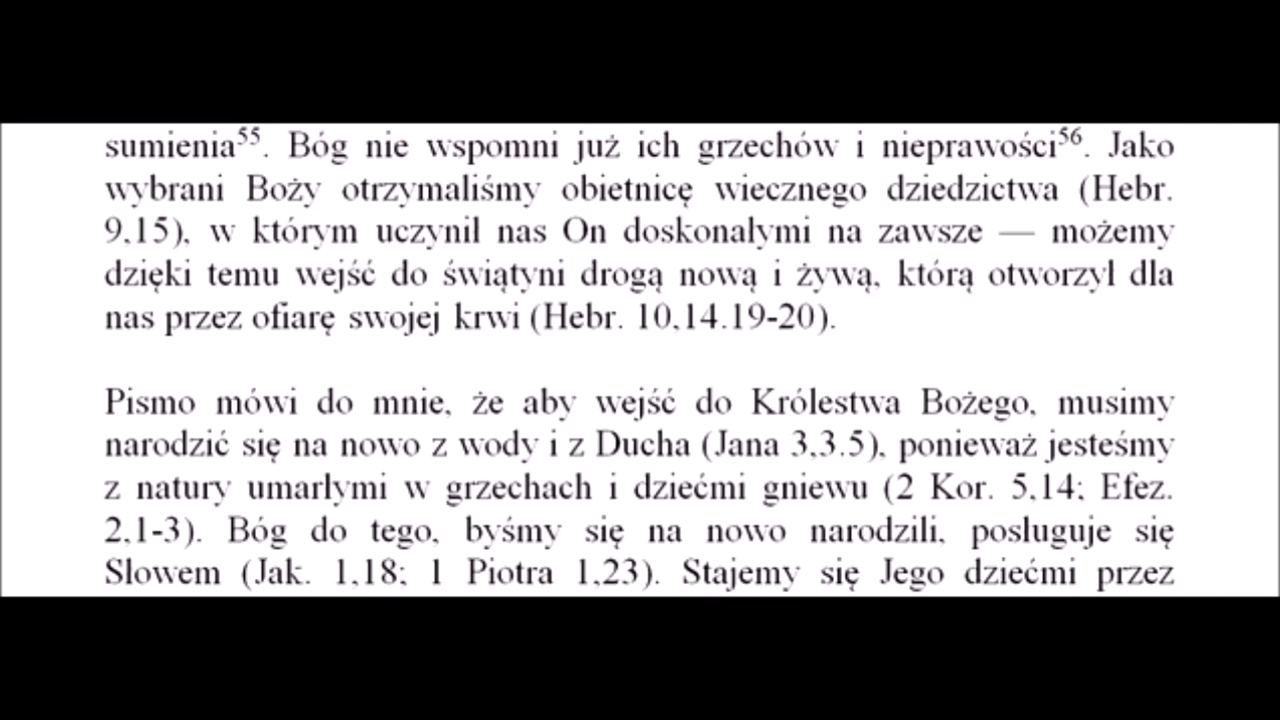 sumienia⁵⁵. Bóg nie wspomni już ich grzechów i nieprawości⁵⁶. Jako
wybrani Boży otrzymaliśmy obietnicę wiecznego dziedzictwa (Hebr.
9,15), w którym uczynił nas On doskonałymi na zawsze — możemy
dzięki temu wejść do świątyni drogą nową i żywą, którą otworzył dla
nas przez ofiarę swojej krwi (Hebr. 10,14.19-20).
Pismo mówi do mnie, że aby wejść do Królestwa Bożego, musimy
narodzić się na nowo z wody i z Ducha (Jana 3,3.5), ponieważ jesteśmy
z natury umarłymi w grzechach i dziećmi gniewu (2 Kor. 5,14; Efez.
2,1-3). Bóg do tego, byśmy się na nowo narodzili, posługuje się
Słowem (Jak. 1,18; 1 Piotra 1,23). Stajemy się Jego dziećmi przez